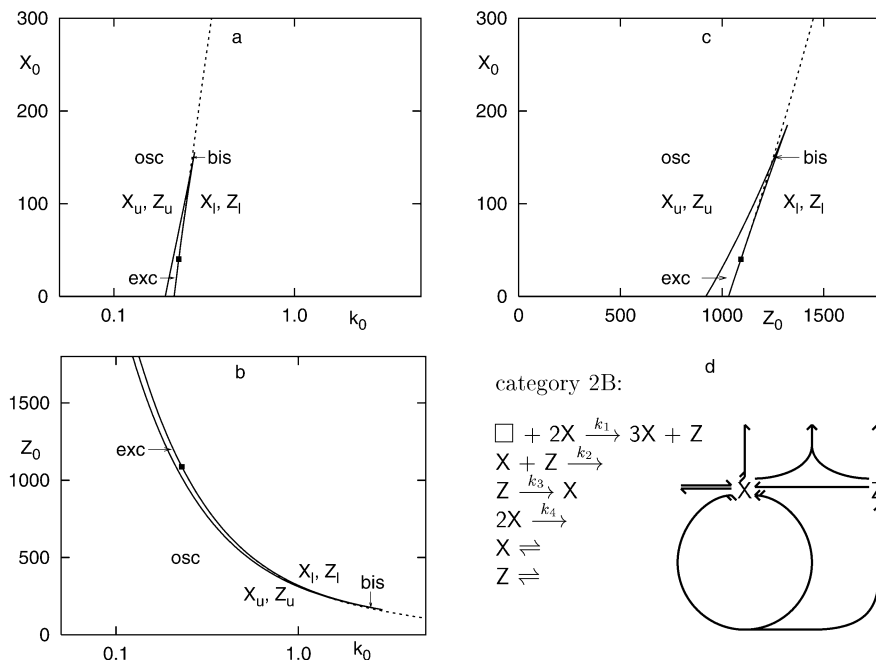 300
a
X₀
200
osc
bis
100
Xᵤ, Zᵤ
Xₗ, Zₗ
exc
0
0.1
1.0
k₀
300
c
X₀
200
osc
bis
100
Xᵤ, Zᵤ
Xₗ, Zₗ
exc
0
0
500
1000
Z₀
1500
b
1500
Z₀
exc
1000
500
osc
Xₗ, Zₗ
bis
Xᵤ, Zᵤ
0
0.1
1.0
k₀
d
category 2B:
□ + 2X —k₁→ 3X + Z
X + Z —k₂→
Z —k₃→ X
2X —k₄→
X ⇌
Z ⇌
X